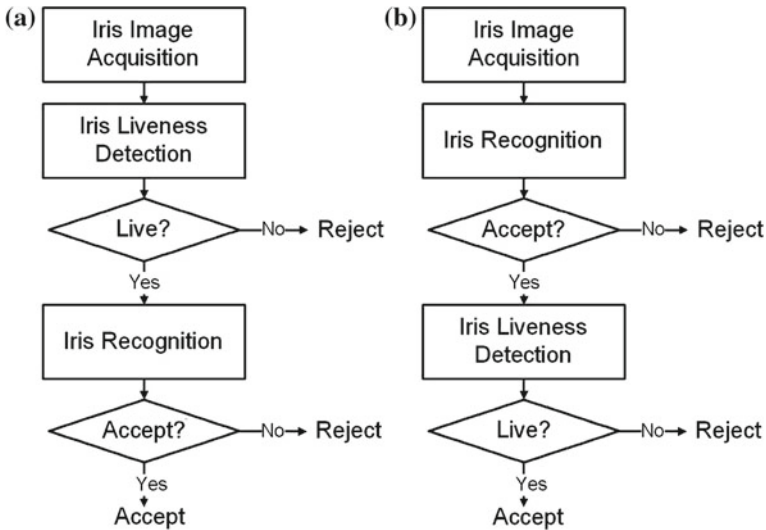 (a)
Iris Image
Acquisition
Iris Liveness
Detection
Live?
No
Reject
Yes
Iris Recognition
Accept?
No
Reject
Yes
Accept
(b)
Iris Image
Acquisition
Iris Recognition
Accept?
No
Reject
Yes
Iris Liveness
Detection
Live?
No
Reject
Yes
Accept